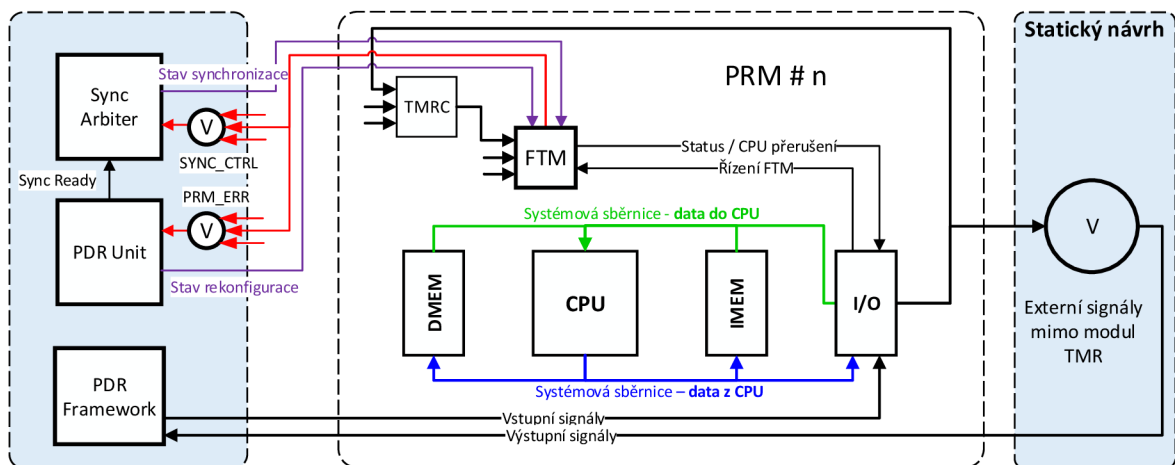 Sync
Arbiter
Stav synchronizace
V
SYNC_CTRL
Sync Ready
PRM_ERR
V
PDR Unit
Stav rekonfigurace
PDR
Framework
PRM # n
TMRC
FTM
Status / CPU přerušení
Řízení FTM
Systémová sběrnice - data do CPU
DMEM
CPU
IMEM
I/O
Systémová sběrnice – data z CPU
Vstupní signály
Výstupní signály
Statický návrh
V
Externí signály
mimo modul
TMR